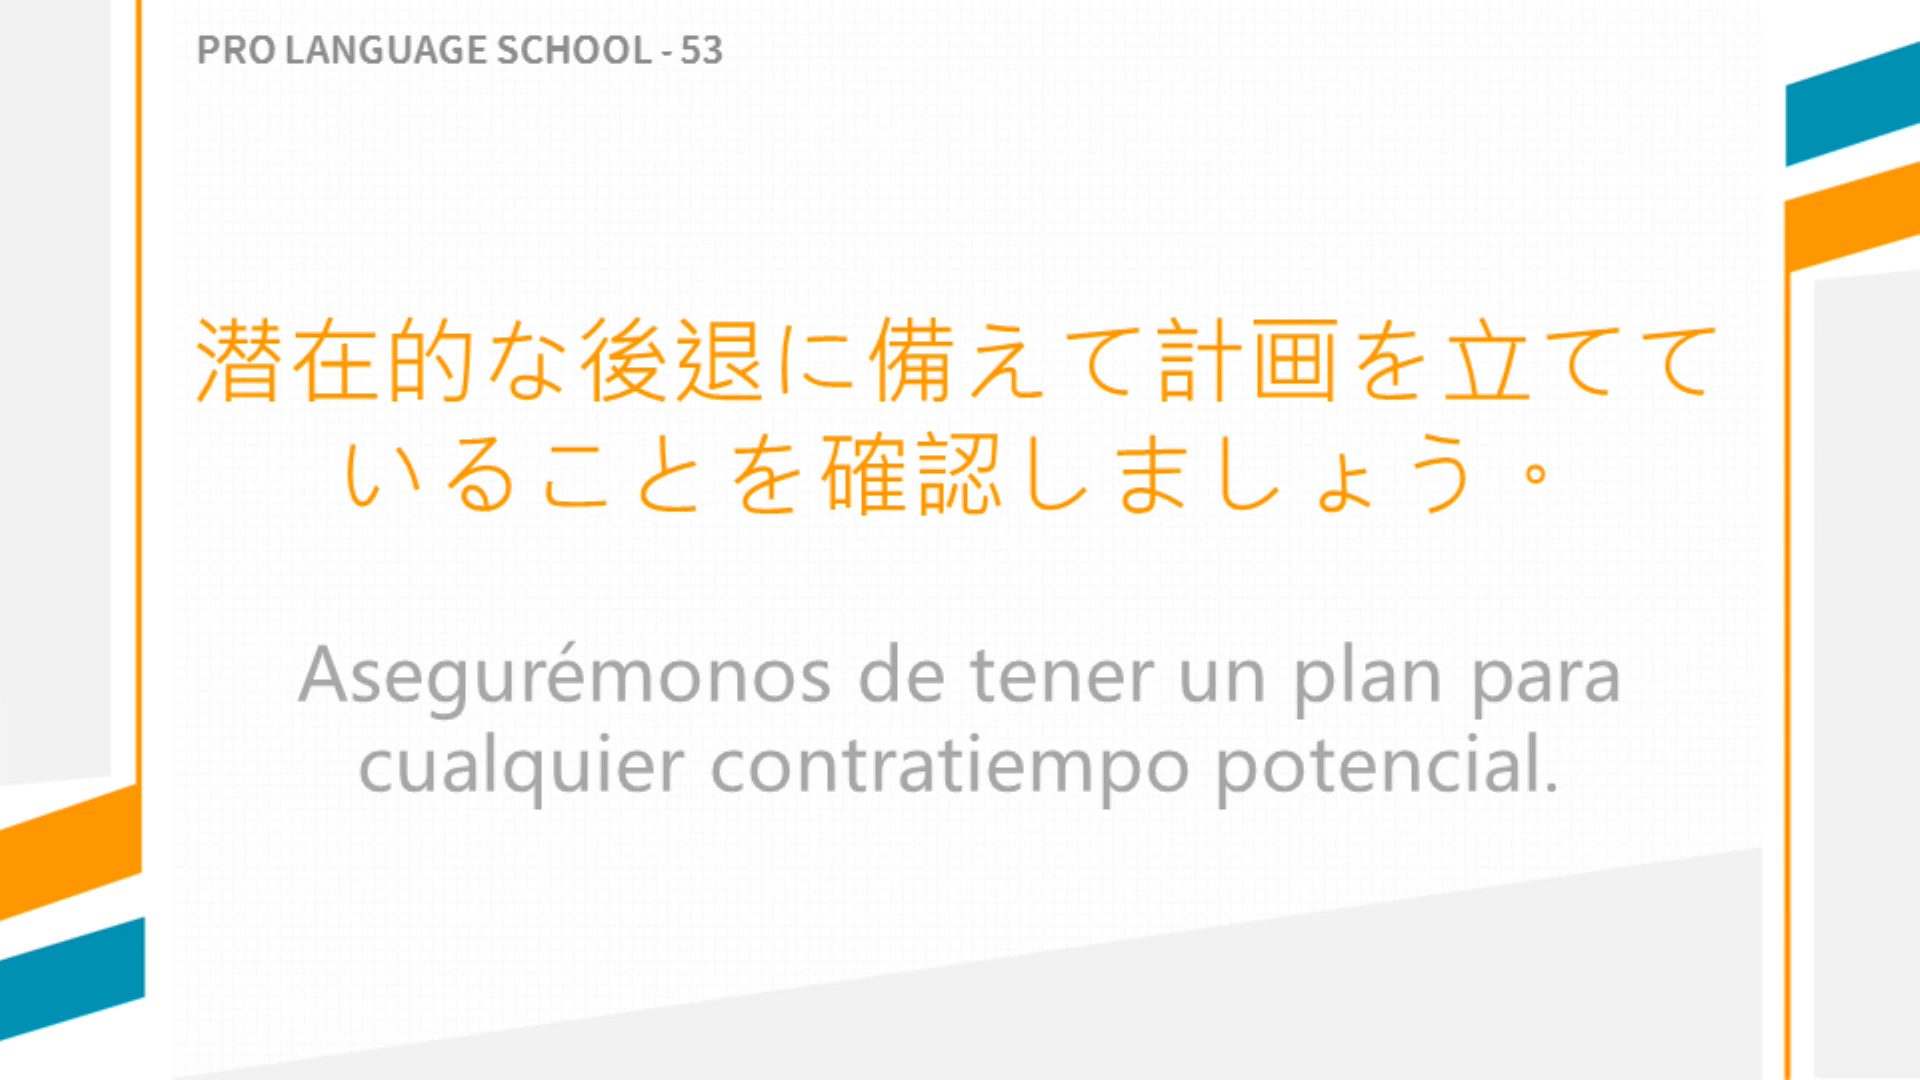 PRO LANGUAGE SCHOOL - 53
潜在的な後退に備えて計画を立てて
いることを確認しましょう。
Asegurémonos de tener un plan para
cualquier contratiempo potencial.